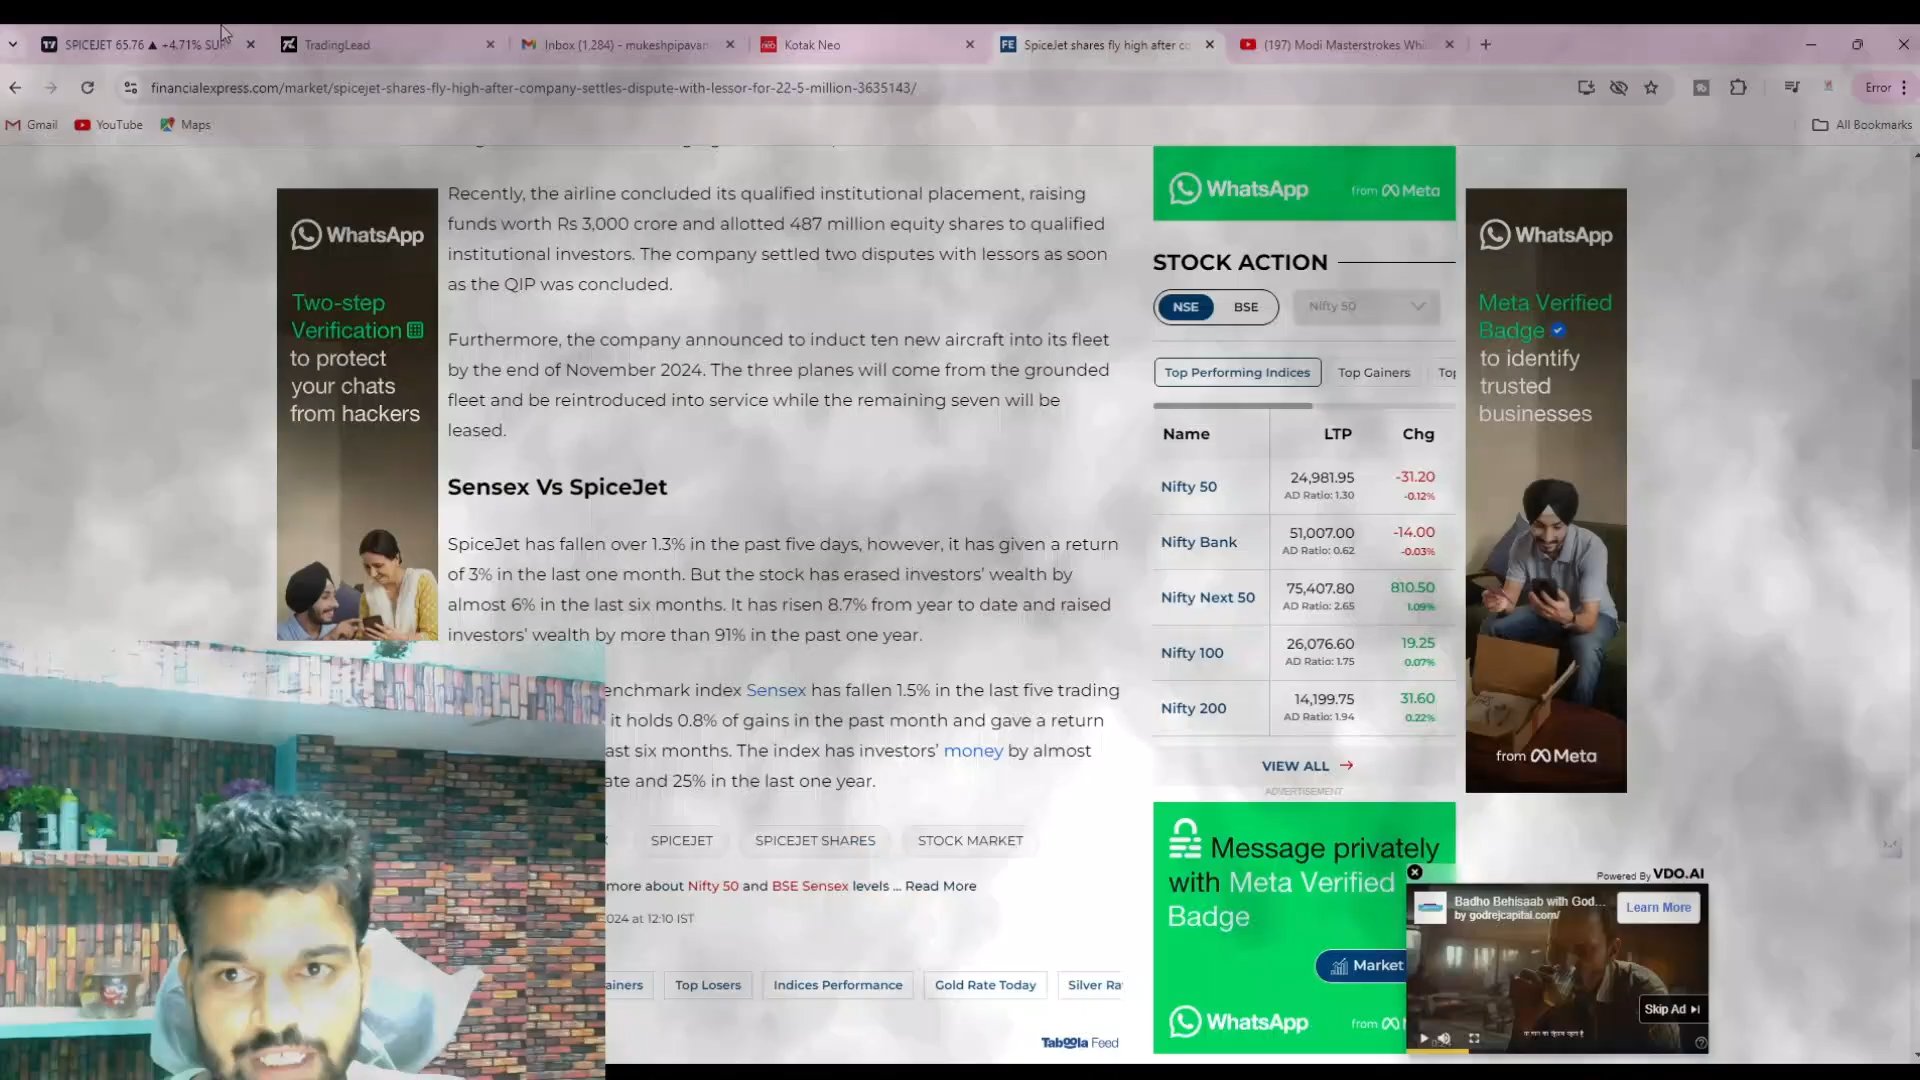 SPICEJET 65.76 ▲ +4.71% SUP
TradingLead
Inbox (1,284) - mukeshpipavan
Kotak Neo
SpiceJet shares fly high after co
(197) Modi Masterstrokes Whi
financialexpress.com/market/spicejet-shares-fly-high-after-company-settles-dispute-with-lessor-for-22-5-million-3635143/
Error
Gmail
YouTube
Maps
All Bookmarks
WhatsApp
Two-step
Verification
to protect
your chats
from hackers
Recently, the airline concluded its qualified institutional placement, raising
funds worth Rs 3,000 crore and allotted 487 million equity shares to qualified
institutional investors. The company settled two disputes with lessors as soon
as the QIP was concluded.
Furthermore, the company announced to induct ten new aircraft into its fleet
by the end of November 2024. The three planes will come from the grounded
fleet and be reintroduced into service while the remaining seven will be
leased.
Sensex Vs SpiceJet
SpiceJet has fallen over 1.3% in the past five days, however, it has given a return
of 3% in the last one month. But the stock has erased investors’ wealth by
almost 6% in the last six months. It has risen 8.7% from year to date and raised
investors’ wealth by more than 91% in the past one year.
enchmark index Sensex has fallen 1.5% in the last five trading
it holds 0.8% of gains in the past month and gave a return
ast six months. The index has investors’ money by almost
ate and 25% in the last one year.
SPICEJET
SPICEJET SHARES
STOCK MARKET
more about Nifty 50 and BSE Sensex levels ... Read More
024 at 12:10 IST
ainers
Top Losers
Indices Performance
Gold Rate Today
Silver Ra
Taboola Feed
WhatsApp
from Meta
STOCK ACTION
NSE
BSE
Nifty 50
Top Performing Indices
Top Gainers
Top
Name LTP Chg
Nifty 50 24,981.95 -31.20
AD Ratio: 1.30 -0.12%
Nifty Bank 51,007.00 -14.00
AD Ratio: 0.62 -0.03%
Nifty Next 50 75,407.80 810.50
AD Ratio: 2.65 1.09%
Nifty 100 26,076.60 19.25
AD Ratio: 1.75 0.07%
Nifty 200 14,199.75 31.60
AD Ratio: 1.94 0.22%
VIEW ALL →
ADVERTISEMENT
Message privately
with Meta Verified
Badge
Market
WhatsApp
from
WhatsApp
Meta Verified
Badge
to identify
trusted
businesses
from Meta
Powered By VDO.AI
Badho Behisaab with God...
by godrejcapital.com/
Learn More
Skip Ad